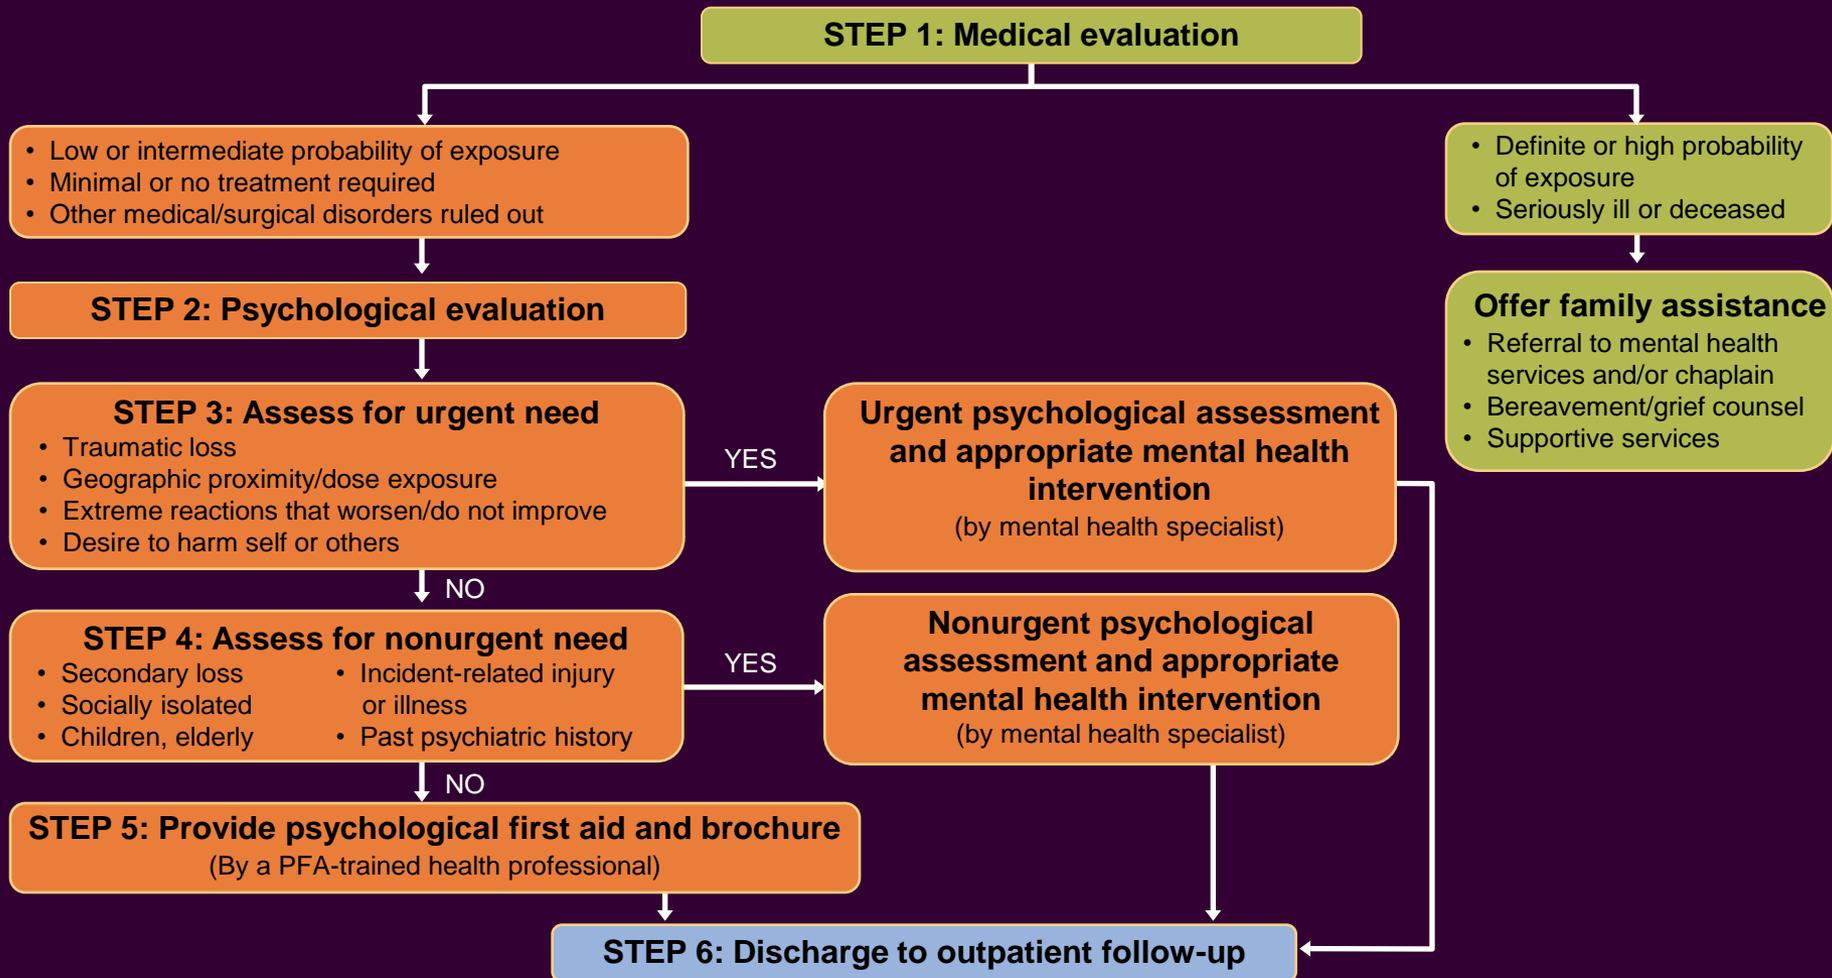 STEP 1: Medical evaluation
• Low or intermediate probability of exposure
• Minimal or no treatment required
• Other medical/surgical disorders ruled out
• Definite or high probability
of exposure
• Seriously ill or deceased
STEP 2: Psychological evaluation
Offer family assistance
• Referral to mental health
services and/or chaplain
• Bereavement/grief counsel
• Supportive services
STEP 3: Assess for urgent need
• Traumatic loss
• Geographic proximity/dose exposure
• Extreme reactions that worsen/do not improve
• Desire to harm self or others
YES
Urgent psychological assessment
and appropriate mental health
intervention
(by mental health specialist)
NO
STEP 4: Assess for nonurgent need
• Secondary loss
• Socially isolated
• Children, elderly
• Incident-related injury
or illness
• Past psychiatric history
YES
Nonurgent psychological
assessment and appropriate
mental health intervention
(by mental health specialist)
NO
STEP 5: Provide psychological first aid and brochure
(By a PFA-trained health professional)
STEP 6: Discharge to outpatient follow-up